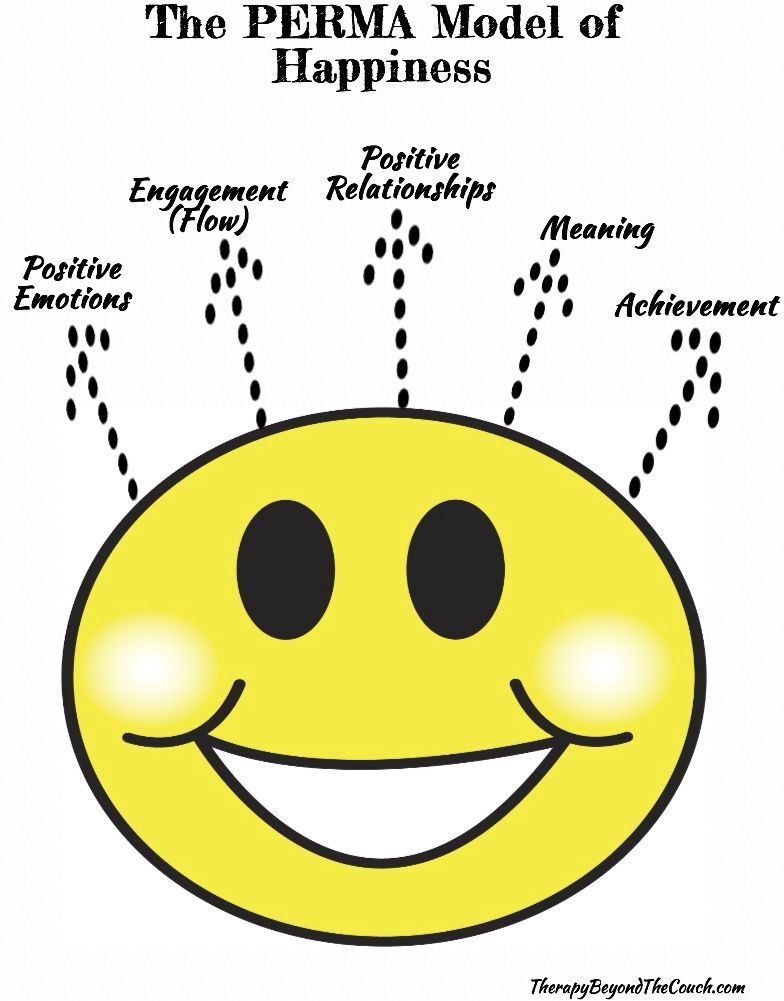 The PERMA Model of
Happiness
Positive
Emotions
Engagement
(Flow)
Positive
Relationships
Meaning
Achievement
TherapyBeyondTheCouch.com